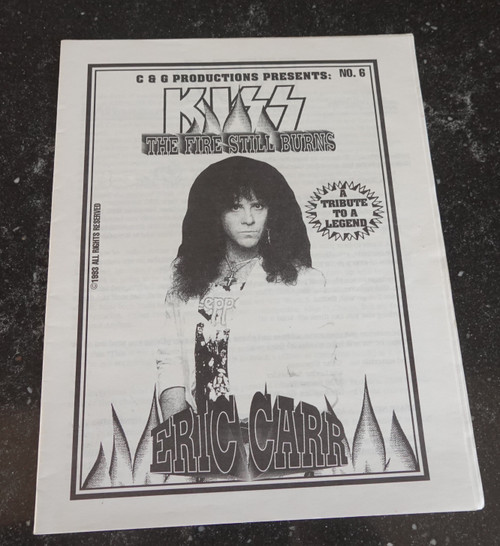 C & G PRODUCTIONS PRESENTS: NO. 6
KISS
THE FIRE STILL BURNS
A
TRIBUTE
TO A
LEGEND
©1993 ALL RIGHTS RESERVED
ERIC CARR